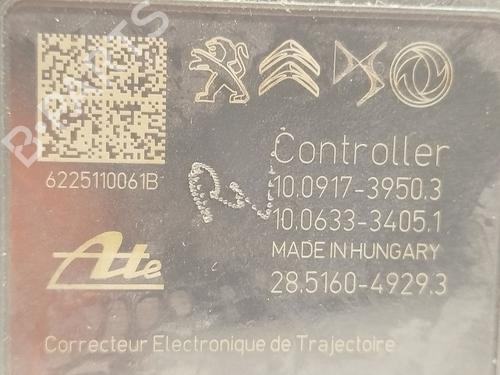 6225110061B
Controller
10.0917-3950.3
10.0633-3405.1
MADE IN HUNGARY
28.5160-4929.3
Ate
Correcteur Electronique de Trajectoire
B-PARTS